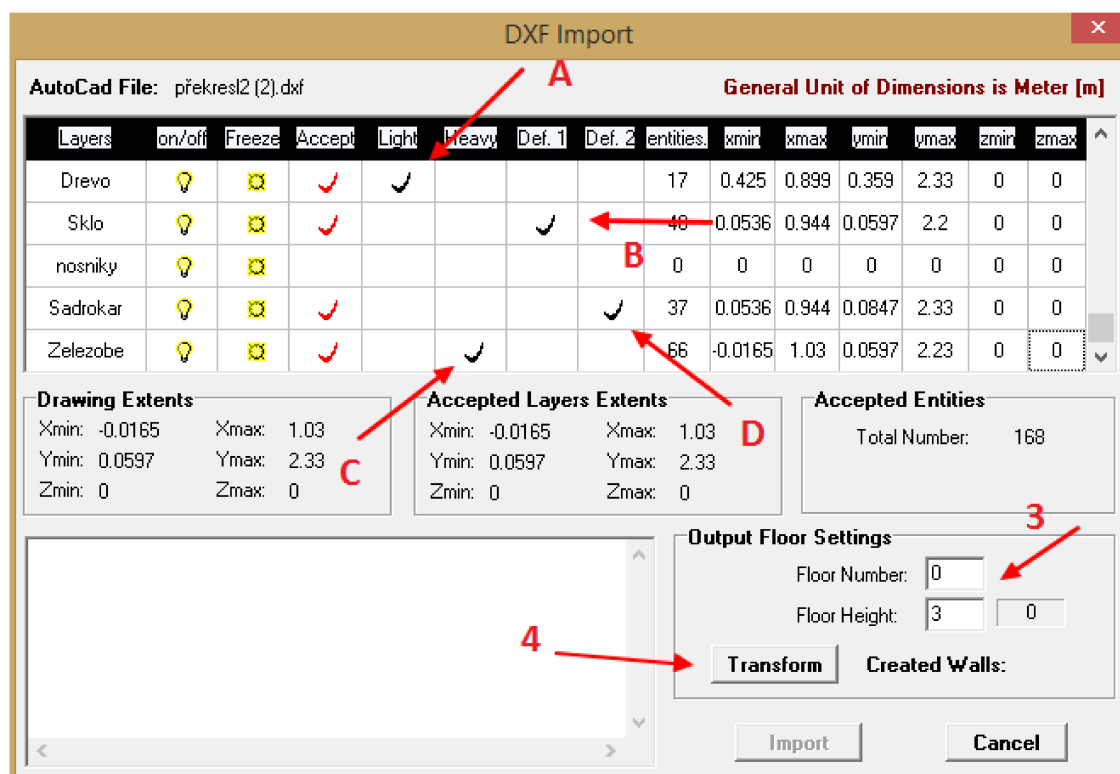 DXF Import
A
AutoCad File: překresl2 (2).dxf General Unit of Dimensions is Meter [m]
Layers on/off Freeze Accept Light Heavy Def. 1 Def. 2 entities. xmin xmax ymin ymax zmin zmax
Drevo 17 0.425 0.899 0.359 2.33 0 0
Sklo 48 0.0536 0.944 0.0597 2.2 0 0
B
nosniky 0 0 0 0 0 0 0
Sadrokar 37 0.0536 0.944 0.0847 2.33 0 0
Zelezobe 66 -0.0165 1.03 0.0597 2.23 0 0
Drawing Extents Accepted Layers Extents Accepted Entities
Xmin: -0.0165 Xmax: 1.03 Xmin: -0.0165 Xmax: 1.03 D Total Number: 168
Ymin: 0.0597 Ymax: 2.33 C Ymin: 0.0597 Ymax: 2.33
Zmin: 0 Zmax: 0 Zmin: 0 Zmax: 0
3
Output Floor Settings
Floor Number: 0
Floor Height: 3 0
4
Transform Created Walls:
Import Cancel